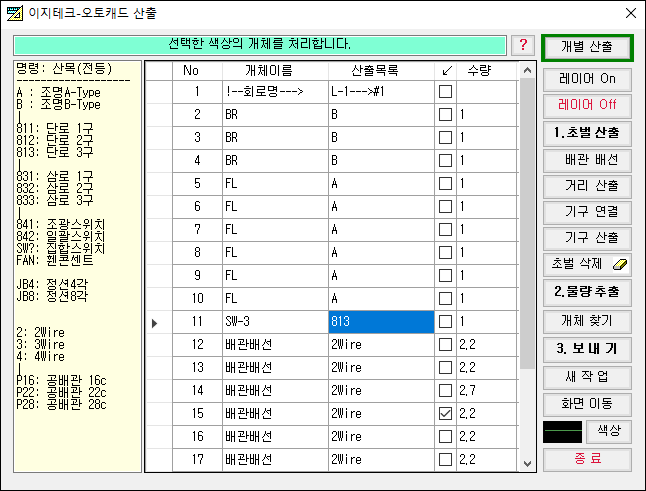 이지테크-오토캐드 산출
선택한 색상의 개체를 처리합니다.
?
개별 산출
명령: 산목(전등)
--------------------
A : 조명A-Type
B : 조명B-Type
|
811: 단로 1구
812: 단로 2구
813: 단로 3구
|
831: 삼로 1구
832: 삼로 2구
833: 삼로 3구
|
841: 조광스위치
842: 일괄스위치
SW?: 집합스위치
FAN: 휀콘센트
JB4: 정션4각
JB8: 정션8각
2: 2Wire
3: 3Wire
4: 4Wire
|
P16: 공배관 16c
P22: 공배관 22c
P28: 공배관 28c
No 개체이름 산출목록 ↙ 수량
1 !--회로명---> L-1--->#1
2 BR B 1
3 BR B 1
4 BR B 1
5 FL A 1
6 FL A 1
7 FL A 1
8 FL A 1
9 FL A 1
10 FL A 1
11 SW-3 813 1
12 배관배선 2Wire 2,2
13 배관배선 2Wire 2,2
14 배관배선 2Wire 2,7
15 배관배선 2Wire 2,2
16 배관배선 2Wire 2,2
17 배관배선 2Wire 2,2
레이어 On
레이어 Off
1.초벌 산출
배관 배선
거리 산출
기구 연결
기구 산출
초벌 삭제
2.물량 추출
개체 찾기
3. 보 내 기
새 작 업
화면 이동
색상
종 료